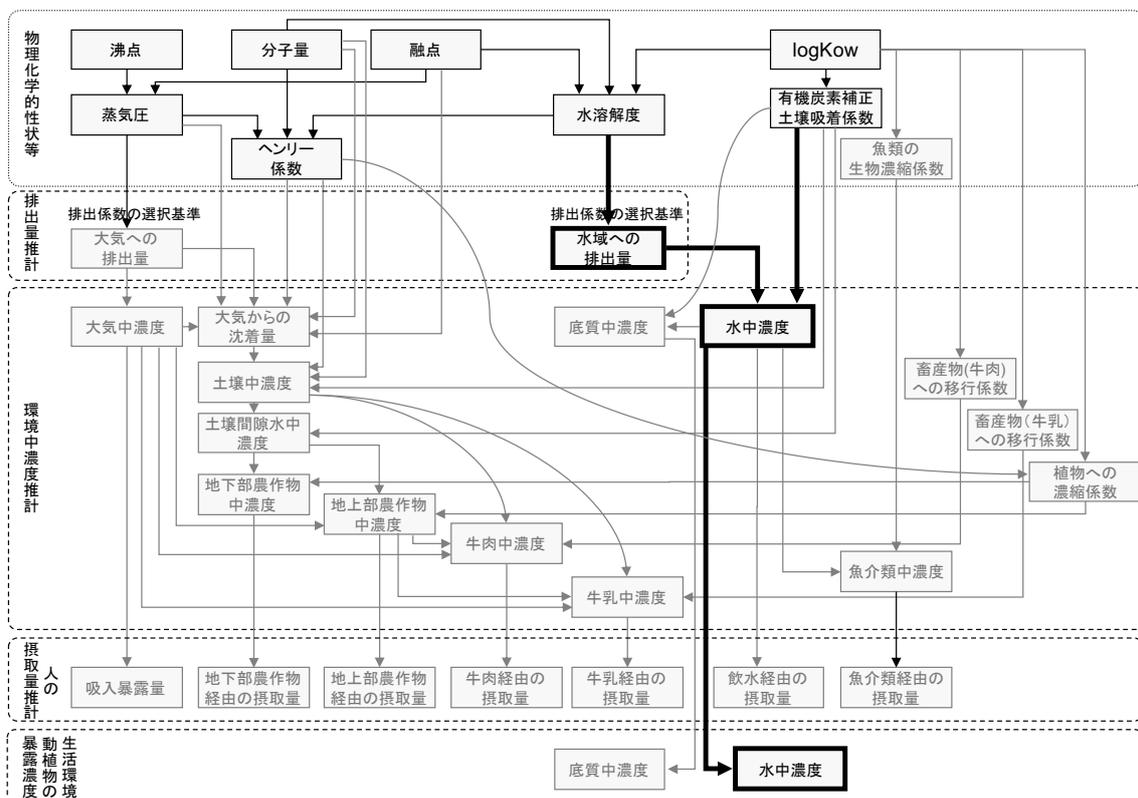 物理化学的性状等
沸点
分子量
融点
logKow
蒸気圧
水溶解度
有機炭素補正
土壌吸着係数
ヘンリー
係数
魚類の
生物濃縮係数
排出量推計
排出係数の選択基準
大気への
排出量
排出係数の選択基準
水域への
排出量
環境中濃度推計
大気中濃度
大気からの
沈着量
底質中濃度
水中濃度
土壌中濃度
畜産物(牛肉)
への移行係数
土壌間隙水中
濃度
畜産物(牛乳)
への移行係数
地下部農作物
中濃度
植物への
濃縮係数
地上部農作物
中濃度
牛肉中濃度
魚介類中濃度
牛乳中濃度
人の
摂取量推計
吸入暴露量
地下部農作物
経由の摂取量
地上部農作物
経由の摂取量
牛肉経由の
摂取量
牛乳経由の
摂取量
飲水経由の
摂取量
魚介類経由の
摂取量
生活環境
動植物の
暴露濃度
底質中濃度
水中濃度